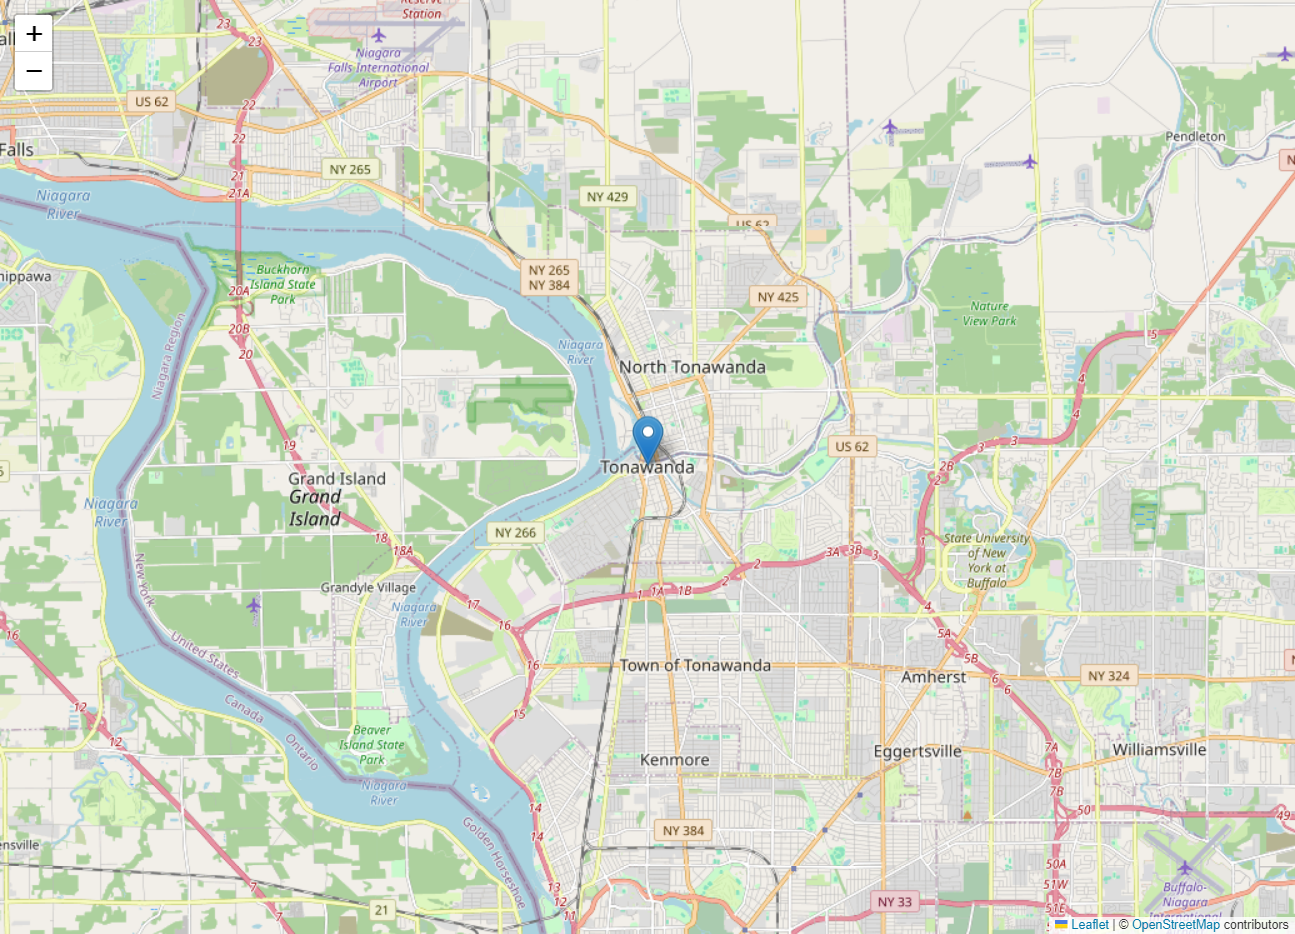 +
−
Station
23
23
Niagara
Falls International
Airport
US 62
22
22
Falls
21
21A
NY 265
NY 429
US 62
Pendleton
Niagara
River
Buckhorn
Island State
Park
20A
20B
20
NY 265
NY 384
NY 425
Nature
View Park
5
4
4
Niagara
River
Niagara Region
North Tonawanda
19
Grand Island
Grand
Island
Tonawanda
US 62
3
3
2B
2
Niagara
River
18
18A
NY 266
1
State University
of New
York at
Buffalo
3A
3B
3
2
2
1
1A
1B
New York
Grandyle Village
Niagara
River
17
16
16
16
4
5A
5B
6
6
United States
Canada
Ontario
Town of Tonawanda
Amherst
NY 324
12
12
15
Beaver
Island State
Park
Niagara
River
Kenmore
Eggertsville
7A
7B
7B
Williamsville
14
14
Golden Horseshoe
NY 384
50
49
50A
51W
51E
13
12
11
7
7
21
NY 33
Buffalo-
Niagara
International
Leaflet | © OpenStreetMap contributors